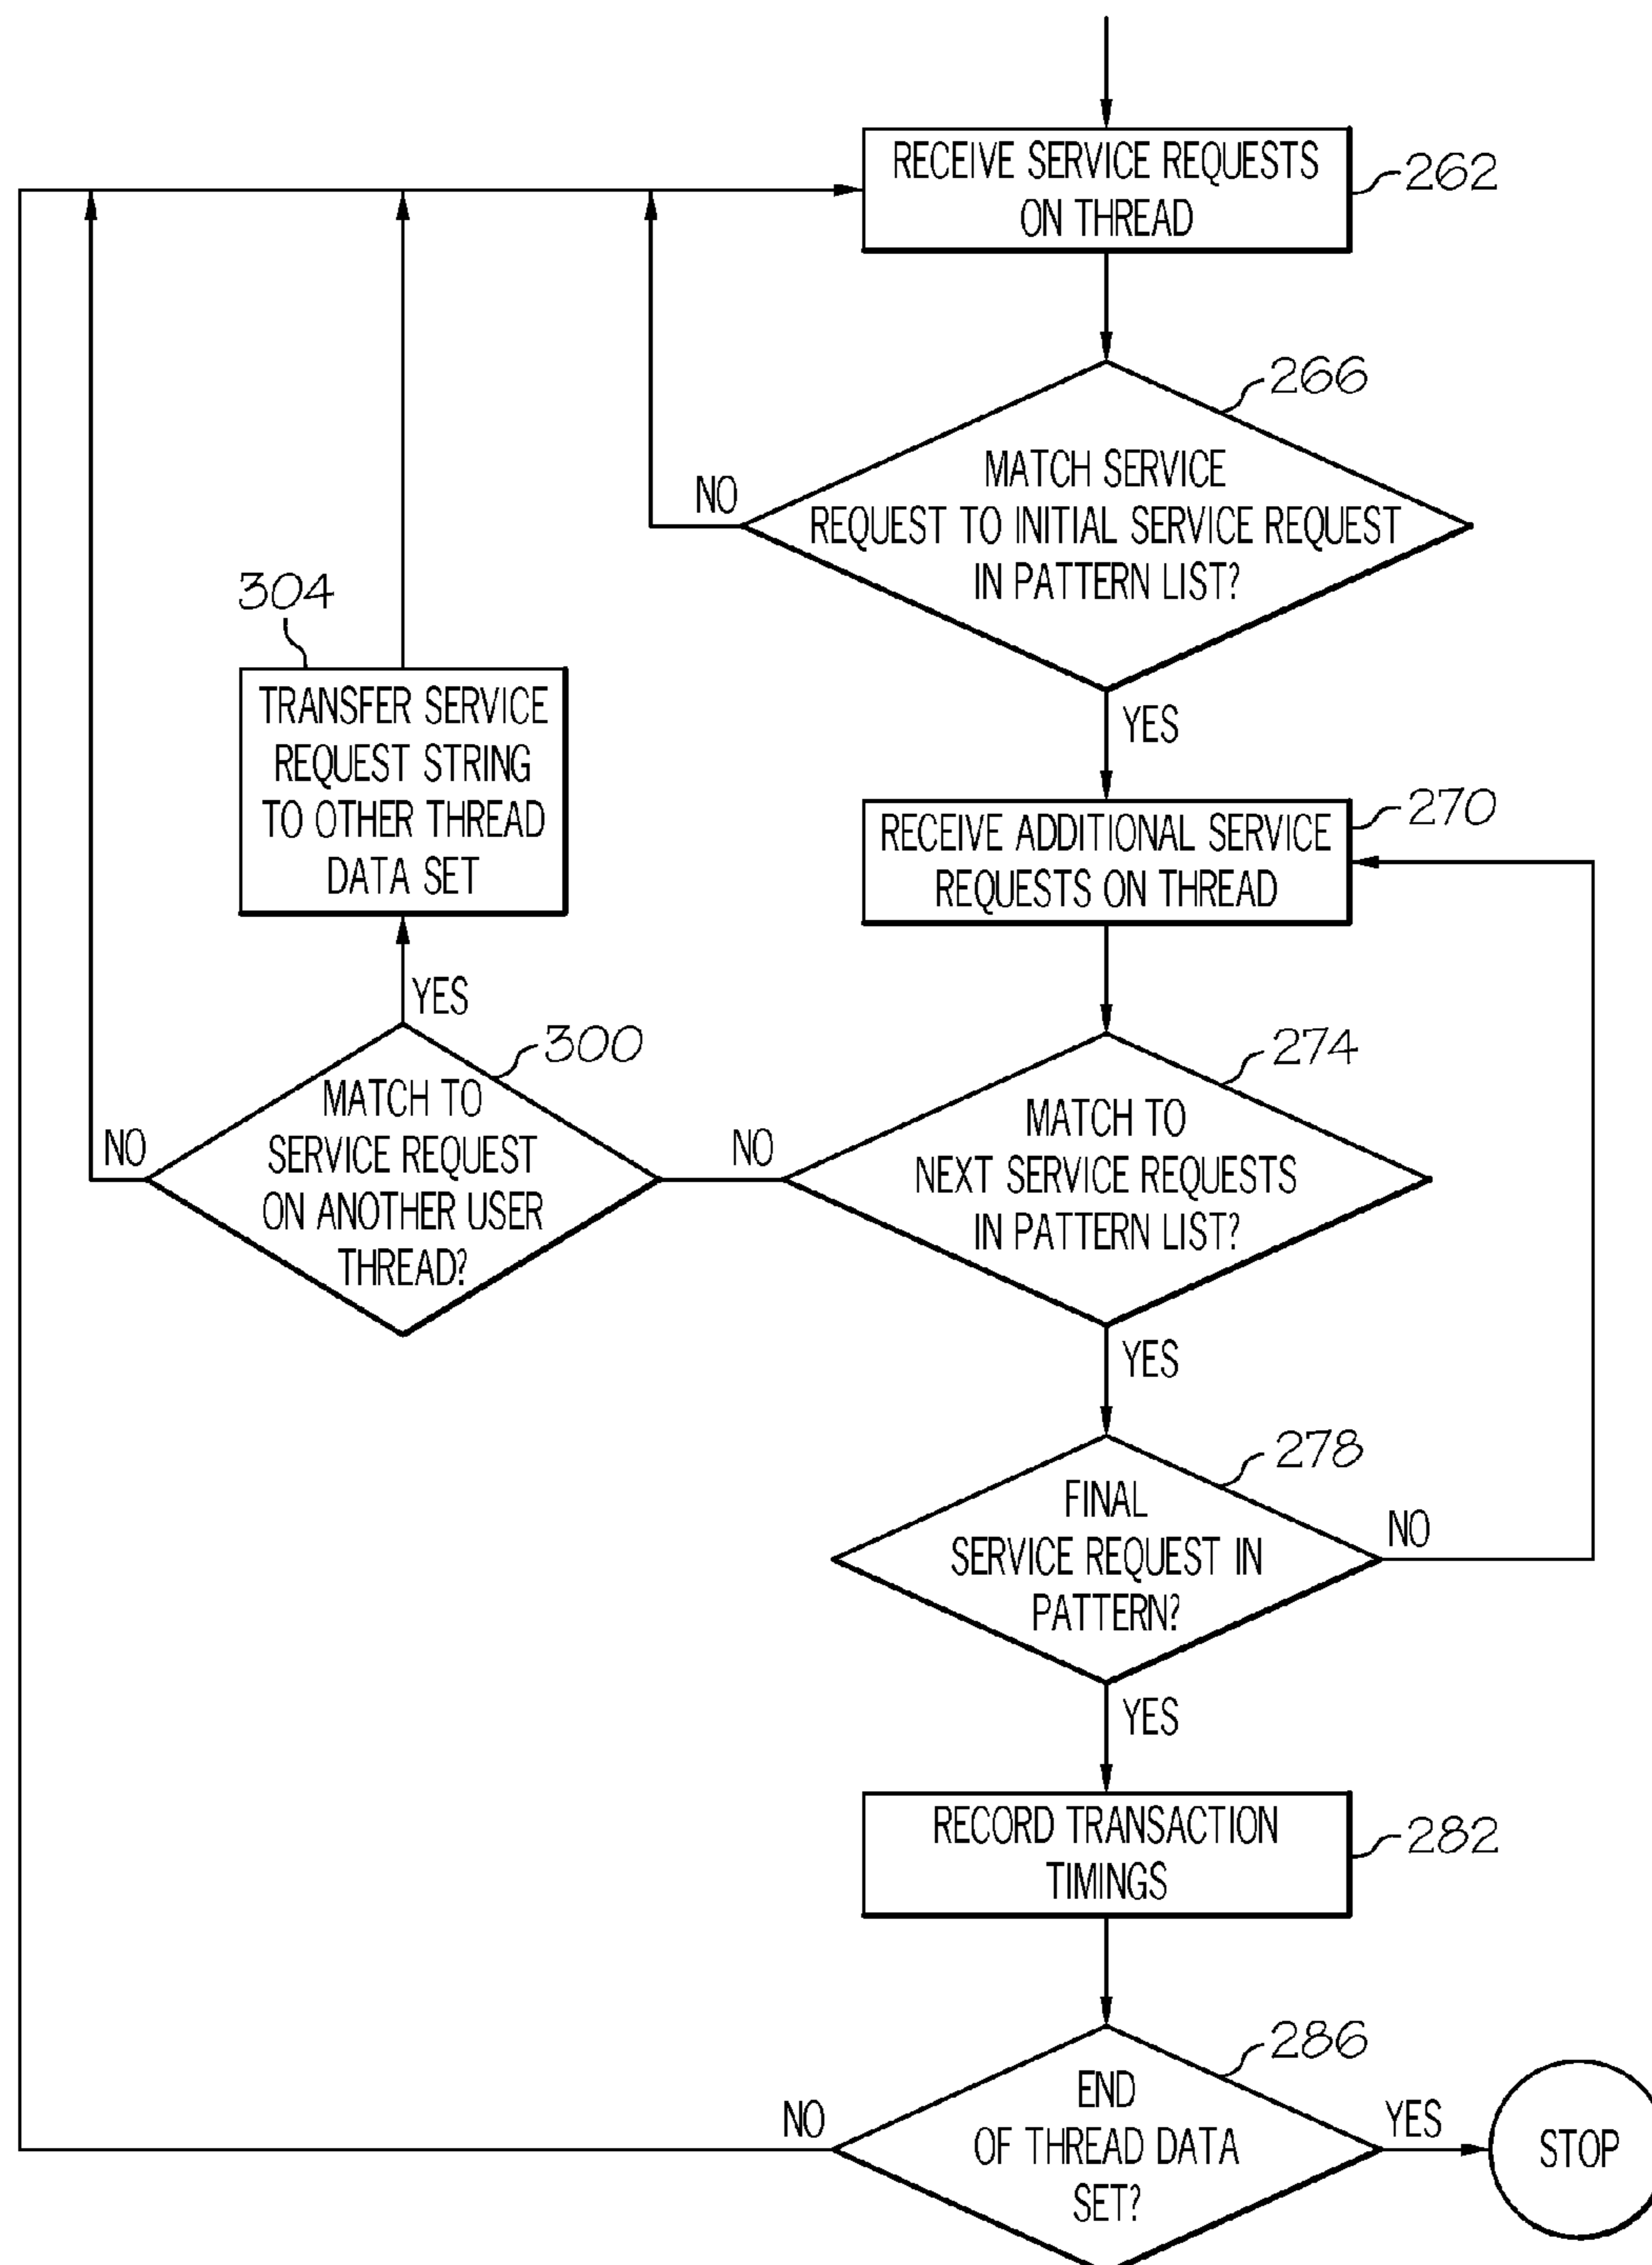 RECEIVE SERVICE REQUESTS
ON THREAD
262
266
MATCH SERVICE
REQUEST TO INITIAL SERVICE REQUEST
IN PATTERN LIST?
NO
YES
304
TRANSFER SERVICE
REQUEST STRING
TO OTHER THREAD
DATA SET
270
RECEIVE ADDITIONAL SERVICE
REQUESTS ON THREAD
YES
300
MATCH TO
SERVICE REQUEST
ON ANOTHER USER
THREAD?
NO
274
MATCH TO
NEXT SERVICE REQUESTS
IN PATTERN LIST?
NO
YES
278
FINAL
SERVICE REQUEST IN
PATTERN?
NO
YES
RECORD TRANSACTION
TIMINGS
282
286
END
OF THREAD DATA
SET?
NO
YES
STOP